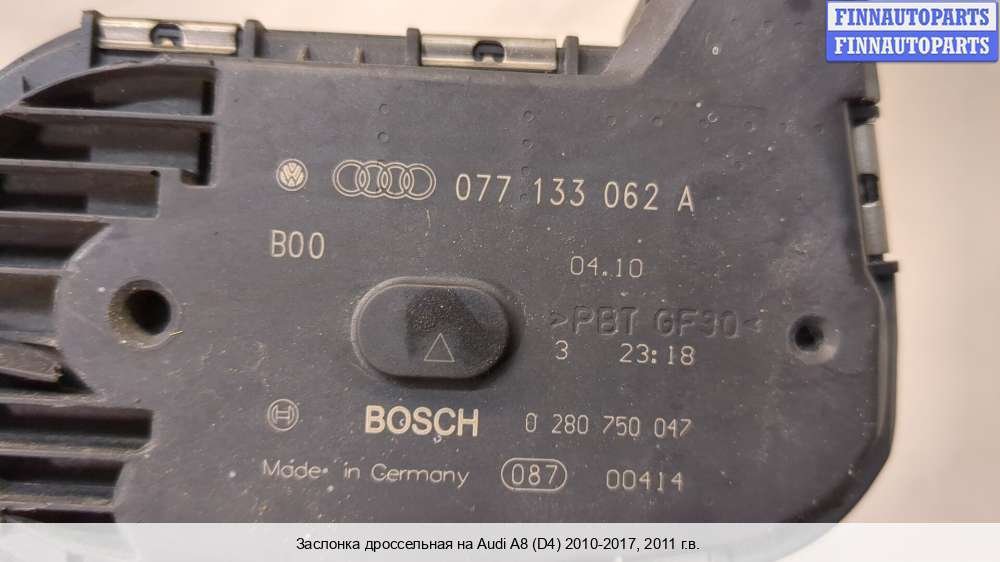 FINNAUTOPARTS
FINNAUTOPARTS
077 133 062 A
B00
04.10
>PBT GF30<
3 23:18
BOSCH 0 280 750 047
Made in Germany 087 00414
Заслонка дроссельная на Audi A8 (D4) 2010-2017, 2011 г.в.